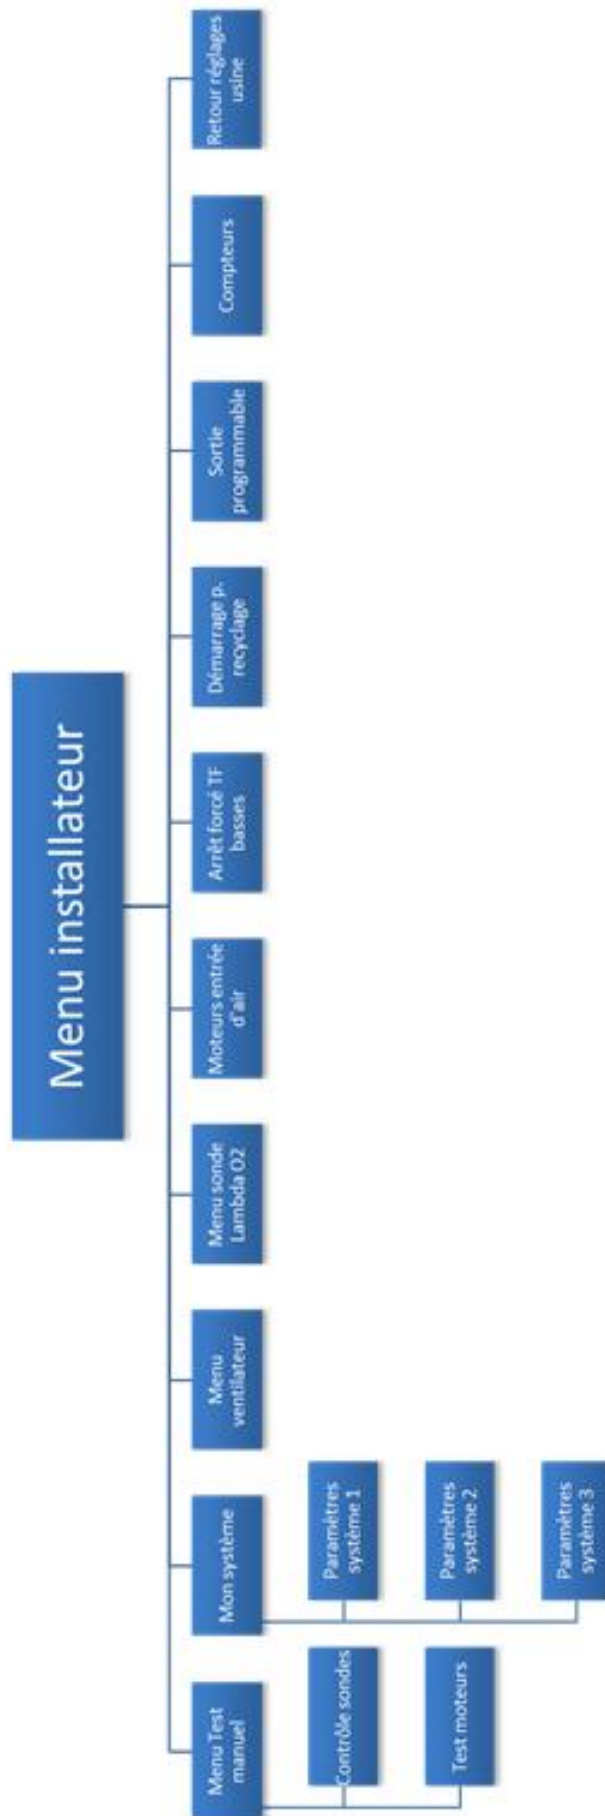 Menu installateur
Menu Test
manuel
Contrôle sondes
Test moteurs
Mon système
Paramètres
système 1
Paramètres
système 2
Paramètres
système 3
Menu
ventilateur
Menu sonde
Lambda O2
Moteurs entrée
d'air
Arrêt forcé TF
basses
Démarrage p.
recyclage
Sortie
programmable
Compteurs
Retour réglages
usine